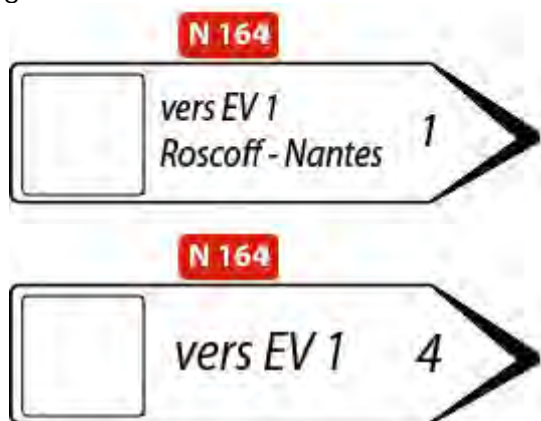 N 164
vers EV 1
Roscoff - Nantes 1
N 164
vers EV 1 4